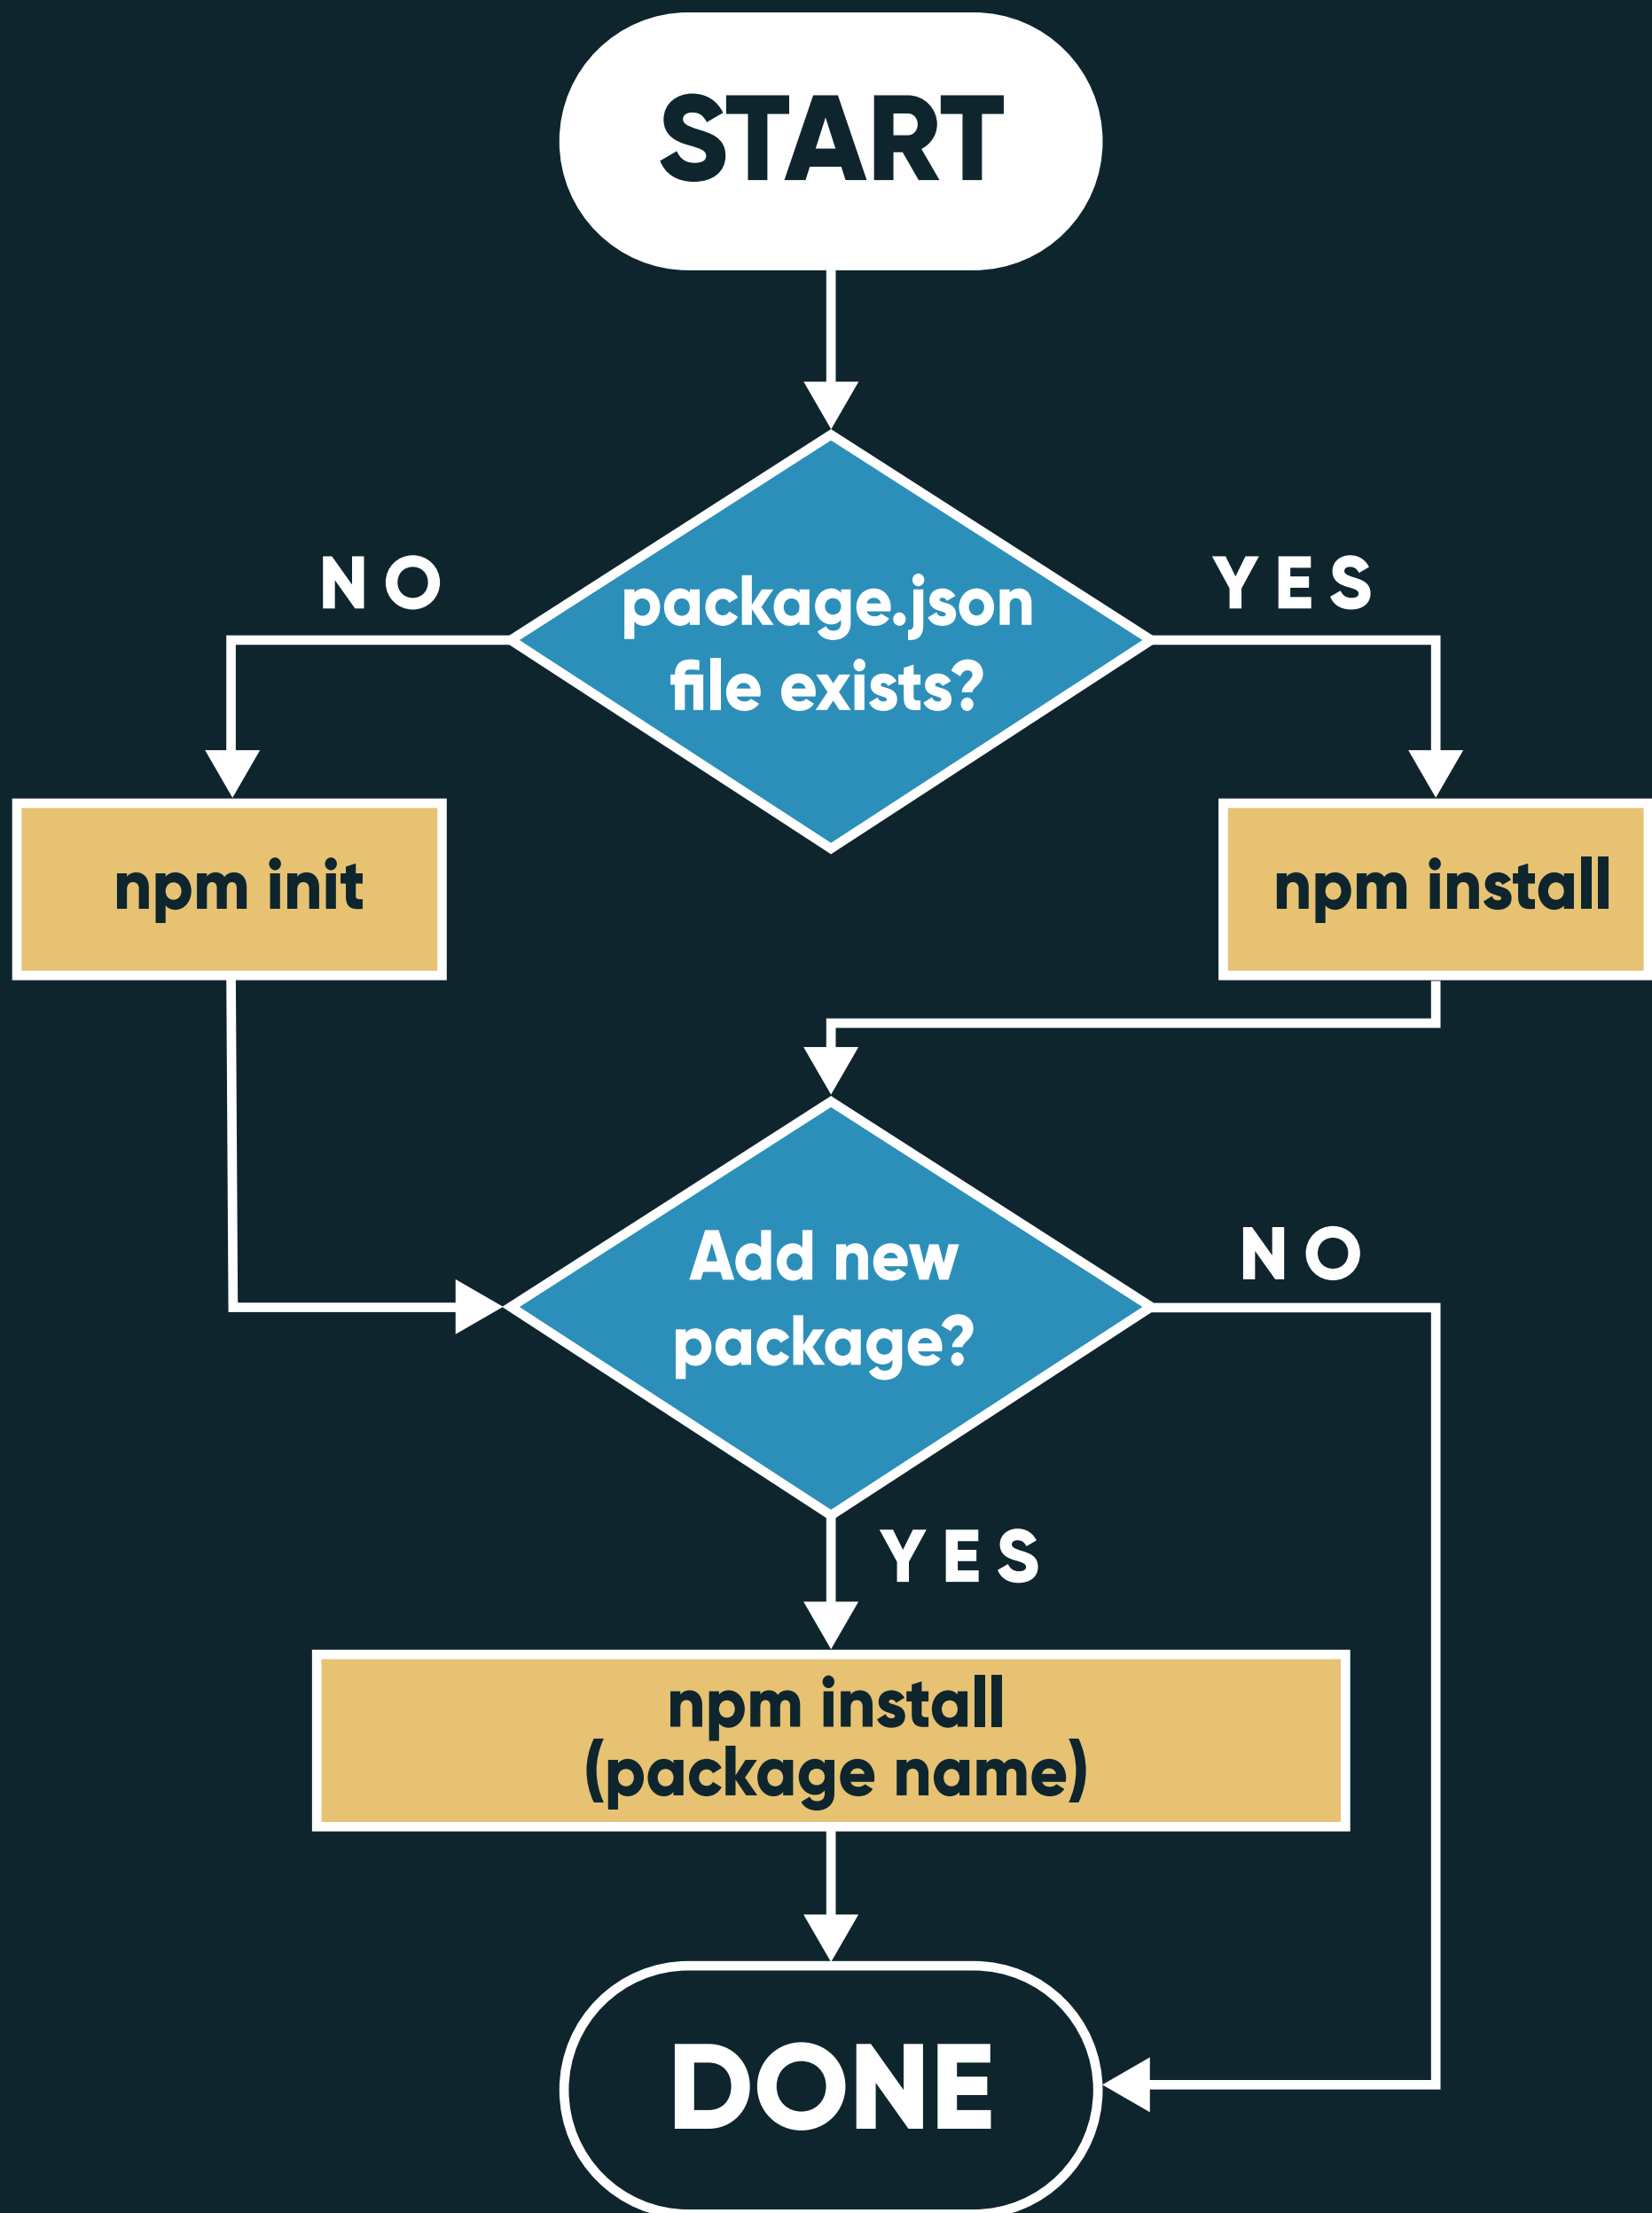 START
NO
YES
package.json
file exists?
npm init
npm install
Add new
package?
NO
YES
npm install
(package name)
DONE